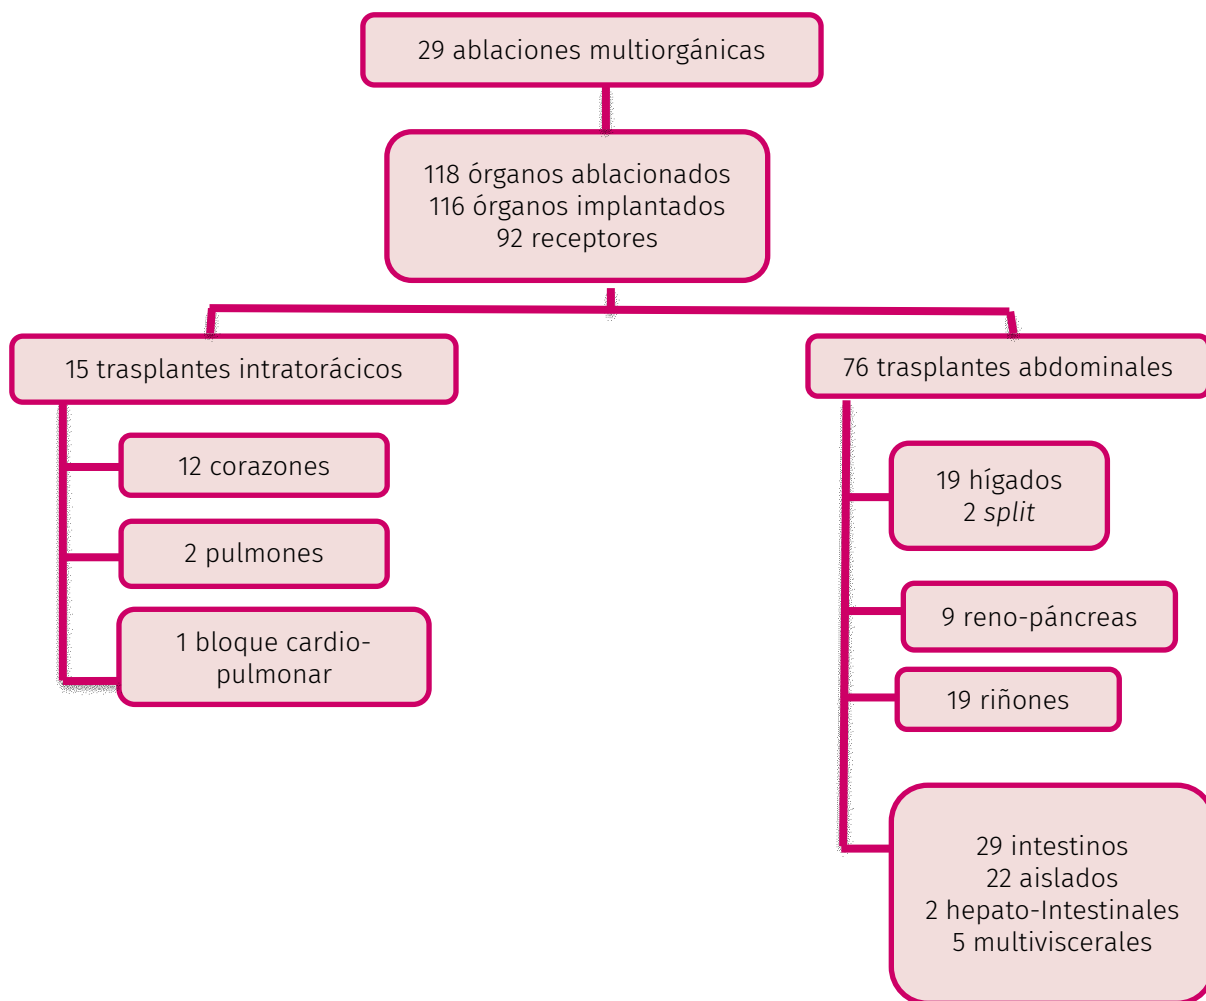 29 ablaciones multiorgánicas
118 órganos ablacionados
116 órganos implantados
92 receptores
15 trasplantes intratorácicos
12 corazones
2 pulmones
1 bloque cardio-
pulmonar
76 trasplantes abdominales
19 hígados
2 split
9 reno-páncreas
19 riñones
29 intestinos
22 aislados
2 hepato-Intestinales
5 multiviscerales